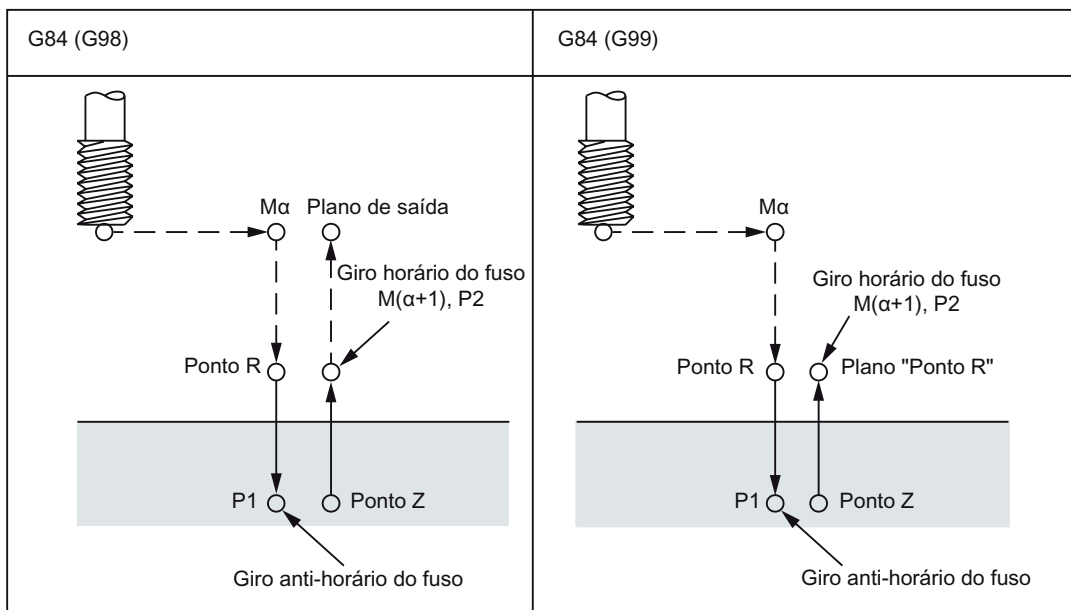 G84 (G98)
Mα
Plano de saída
Giro horário do fuso
M(α+1), P2
Ponto R
P1
Ponto Z
Giro anti-horário do fuso
G84 (G99)
Mα
Giro horário do fuso
M(α+1), P2
Ponto R
Plano "Ponto R"
P1
Ponto Z
Giro anti-horário do fuso